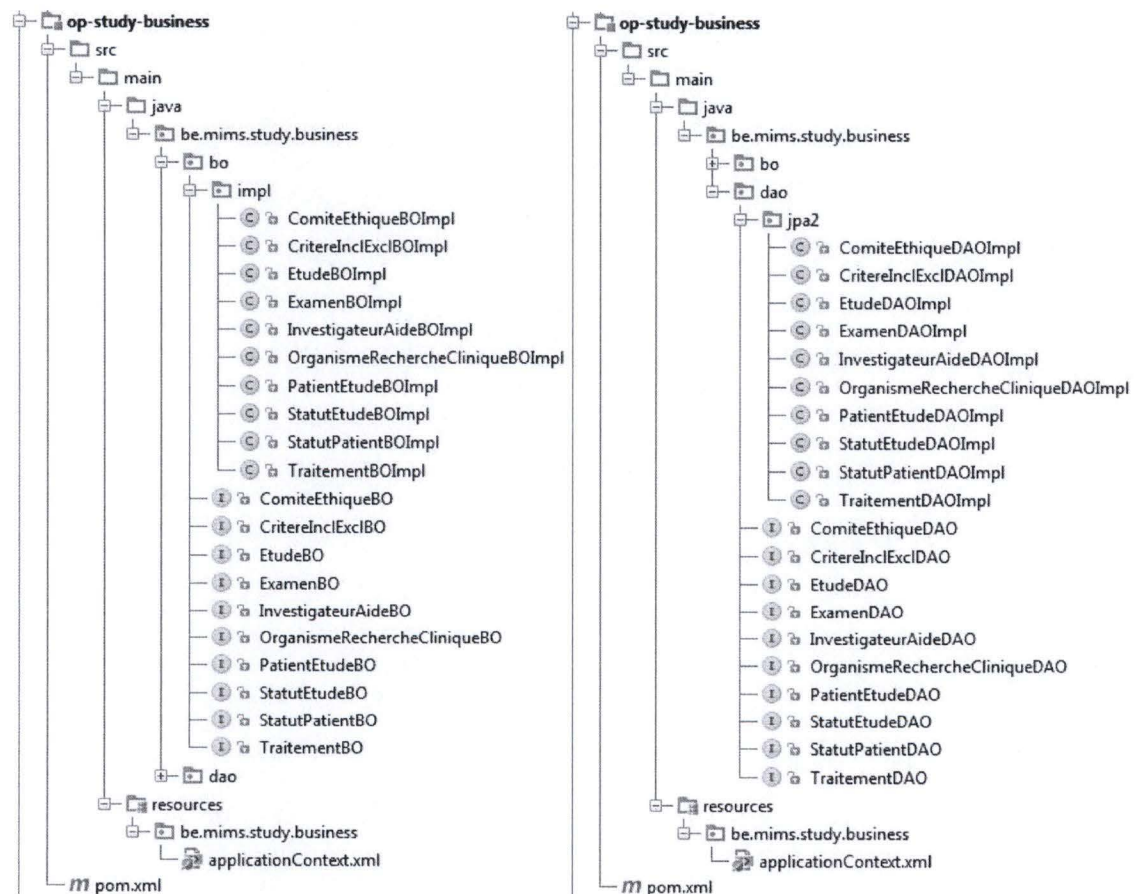 op-study-business
src
main
java
be.mims.study.business
bo
impl
ComiteEthiqueBOImpl
CritereInclExclBOImpl
EtudeBOImpl
ExamenBOImpl
InvestigateurAideBOImpl
OrganismeRechercheCliniqueBOImpl
PatientEtudeBOImpl
StatutEtudeBOImpl
StatutPatientBOImpl
TraitementBOImpl
ComiteEthiqueBO
CritereInclExclBO
EtudeBO
ExamenBO
InvestigateurAideBO
OrganismeRechercheCliniqueBO
PatientEtudeBO
StatutEtudeBO
StatutPatientBO
TraitementBO
dao
resources
be.mims.study.business
applicationContext.xml
m pom.xml
op-study-business
src
main
java
be.mims.study.business
bo
dao
jpa2
ComiteEthiqueDAOImpl
CritereInclExclDAOImpl
EtudeDAOImpl
ExamenDAOImpl
InvestigateurAideDAOImpl
OrganismeRechercheCliniqueDAOImpl
PatientEtudeDAOImpl
StatutEtudeDAOImpl
StatutPatientDAOImpl
TraitementDAOImpl
ComiteEthiqueDAO
CritereInclExclDAO
EtudeDAO
ExamenDAO
InvestigateurAideDAO
OrganismeRechercheCliniqueDAO
PatientEtudeDAO
StatutEtudeDAO
StatutPatientDAO
TraitementDAO
resources
be.mims.study.business
applicationContext.xml
m pom.xml